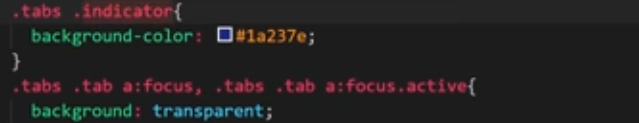 .tabs .indicator{
background-color: #1a237e;
}
.tabs .tab a:focus, .tabs .tab a:focus.active{
background: transparent;